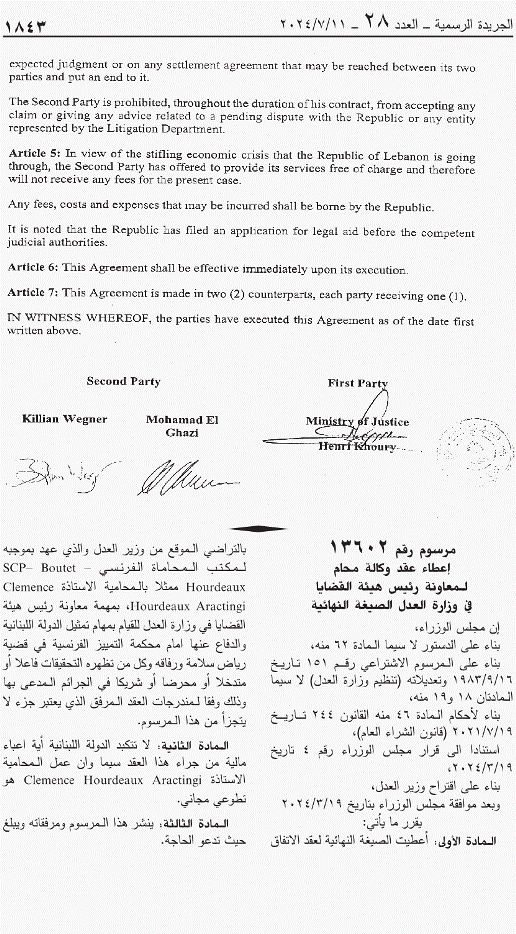 الجريدة الرسمية ــ العدد ٢٨ ــ ٢٠٢٤/٧/١١
١٨٤٣
expected judgment or on any settlement agreement that may be reached between its two
parties and put an end to it.
The Second Party is prohibited, throughout the duration of his contract, from accepting any
claim or giving any advice related to a pending dispute with the Republic or any entity
represented by the Litigation Department.
Article 5: In view of the stifling economic crisis that the Republic of Lebanon is going
through, the Second Party has offered to provide its services free of charge and therefore
will not receive any fees for the present case.
Any fees, costs and expenses that may be incurred shall be borne by the Republic.
It is noted that the Republic has filed an application for legal aid before the competent
judicial authorities.
Article 6: This Agreement shall be effective immediately upon its execution.
Article 7: This Agreement is made in two (2) counterparts, each party receiving one (1).
IN WITNESS WHEREOF, the parties have executed this Agreement as of the date first
written above.
Second Party
First Party
Killian Wegner
Mohamad El
Ghazi
Ministry of Justice
Henri Khoury
مرسوم رقم ١٣٦٠٢
إعطاء عقد وكالة محام
لمعاونة رئيس هيئة القضايا
في وزارة العدل الصيغة النهائية
إن مجلس الوزراء،
بناء على الدستور لا سيما المادة ٦٢ منه،
بناء على المرسوم الاشتراعي رقم ١٥١ تاريخ
١٩٨٣/٩/١٦ وتعديلاته (تنظيم وزارة العدل) لا سيما
المادتان ١٨ و١٩ منه،
بناء لأحكام المادة ٤٦ منه القانون ٢٤٤ تاريخ
٢٠٢١/٧/١٩ (قانون الشراء العام)،
استنادا الى قرار مجلس الوزراء رقم ٤ تاريخ
٢٠٢٤/٣/١٩،
بناء على اقتراح وزير العدل،
وبعد موافقة مجلس الوزراء بتاريخ ٢٠٢٤/٣/١٩
يقرر ما يأتي:
المادة الأولى: أعطيت الصيغة النهائية لعقد الاتفاق
بالتراضي الموقع من وزير العدل والذي عهد بموجبه
لمكتب المحاماة الفرنسي – SCP– Boutet
Hourdeaux ممثلا بالمحامية الاستاذة Clemence
Hourdeaux Aractingi، بمهمة معاونة رئيس هيئة
القضايا في وزارة العدل للقيام بمهام تمثيل الدولة اللبنانية
والدفاع عنها امام محكمة التمييز الفرنسية في قضية
رياض سلامة ورفاقه وكل من تظهره التحقيقات فاعلا أو
متدخلا أو محرضا أو شريكا في الجرائم المدعى بها
وذلك وفقا لمندرجات العقد المرفق الذي يعتبر جزء لا
يتجزأ من هذا المرسوم.
المادة الثانية: لا تتكبد الدولة اللبنانية أية اعباء
مالية من جراء هذا العقد سيما وان عمل المحامية
الاستاذة Clemence Hourdeaux Aractingi هو
تطوعي مجاني.
المادة الثالثة: ينشر هذا المرسوم ومرفقاته ويبلغ
حيث تدعو الحاجة.